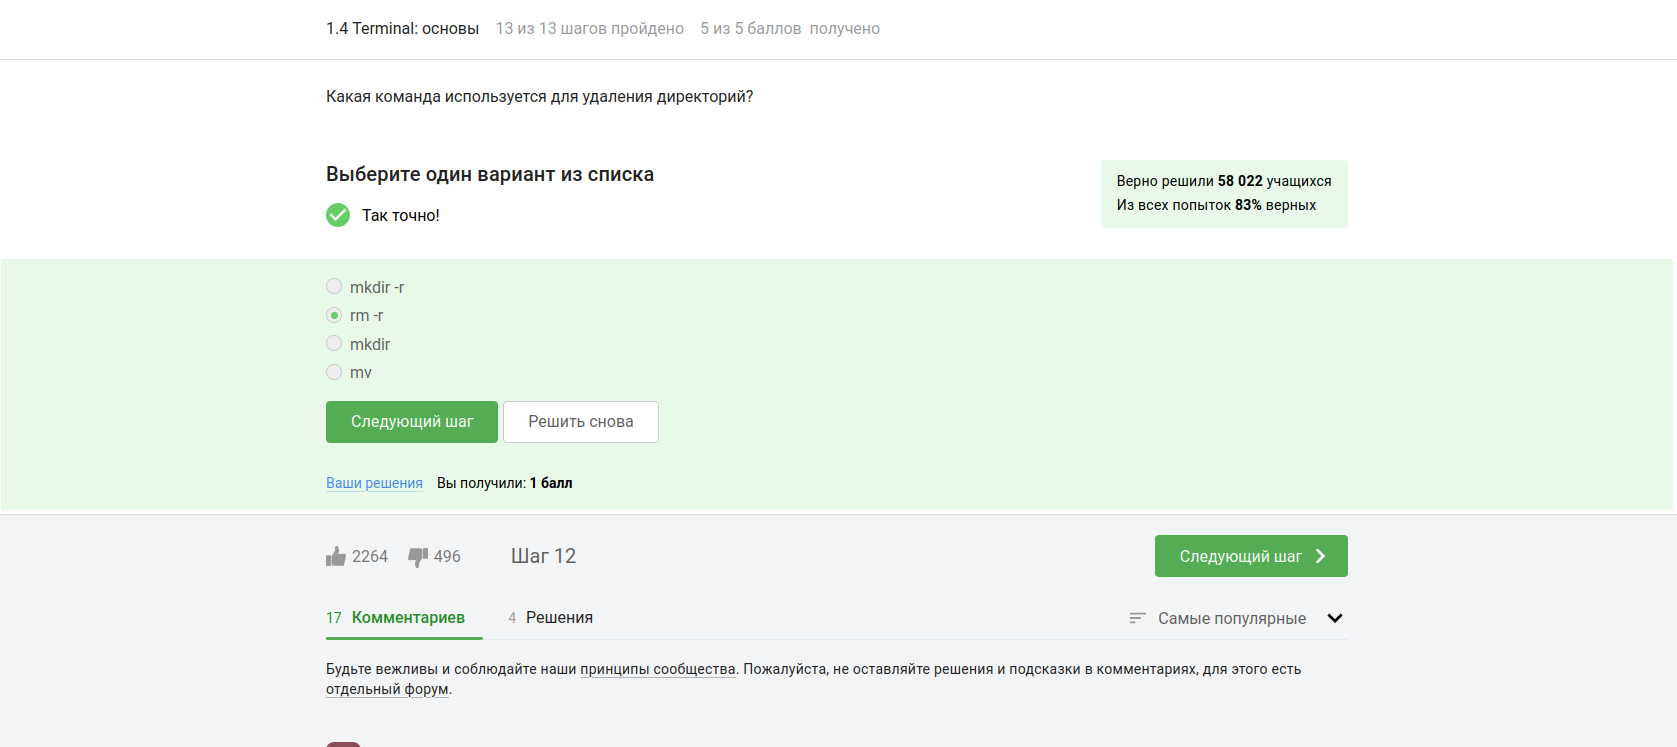 1.4 Terminal: основы 13 из 13 шагов пройдено 5 из 5 баллов получено
Какая команда используется для удаления директорий?
Выберите один вариант из списка
Так точно!
Верно решили 58 022 учащихся
Из всех попыток 83% верных
mkdir -r
rm -r
mkdir
mv
Следующий шаг Решить снова
Ваши решения Вы получили: 1 балл
2264 496 Шаг 12 Следующий шаг
17 Комментариев 4 Решения Самые популярные
Будьте вежливы и соблюдайте наши принципы сообщества. Пожалуйста, не оставляйте решения и подсказки в комментариях, для этого есть
отдельный форум.